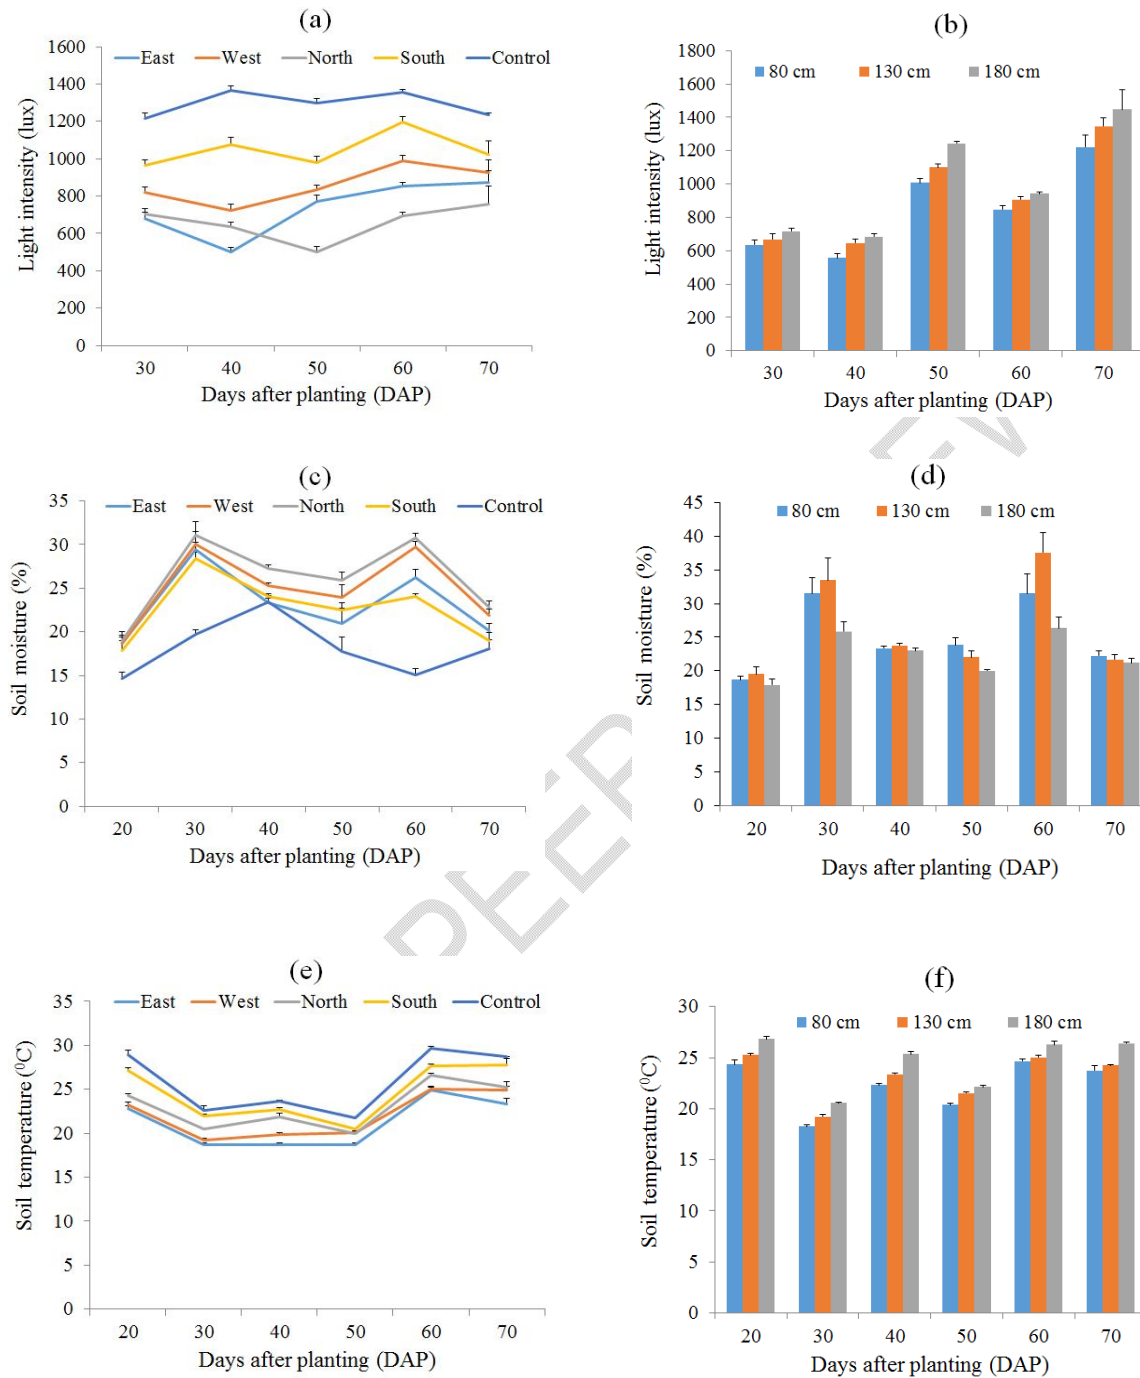 (a)
East West North South Control
1600
1400
1200
1000
800
600
400
200
0
Light intensity (lux)
30 40 50 60 70
Days after planting (DAP)
(b)
80 cm 130 cm 180 cm
1800
1600
1400
1200
1000
800
600
400
200
0
Light intensity (lux)
30 40 50 60 70
Days after planting (DAP)
(c)
East West North South Control
35
30
25
20
15
10
5
0
Soil moisture (%)
20 30 40 50 60 70
Days after planting (DAP)
(d)
80 cm 130 cm 180 cm
45
40
35
30
25
20
15
10
5
0
Soil moisture (%)
20 30 40 50 60 70
Days after planting (DAP)
(e)
East West North South Control
35
30
25
20
15
10
5
0
Soil temperature (⁰C)
20 30 40 50 60 70
Days after planting (DAP)
(f)
80 cm 130 cm 180 cm
30
25
20
15
10
5
0
Soil temperature (⁰C)
20 30 40 50 60 70
Days after planting (DAP)